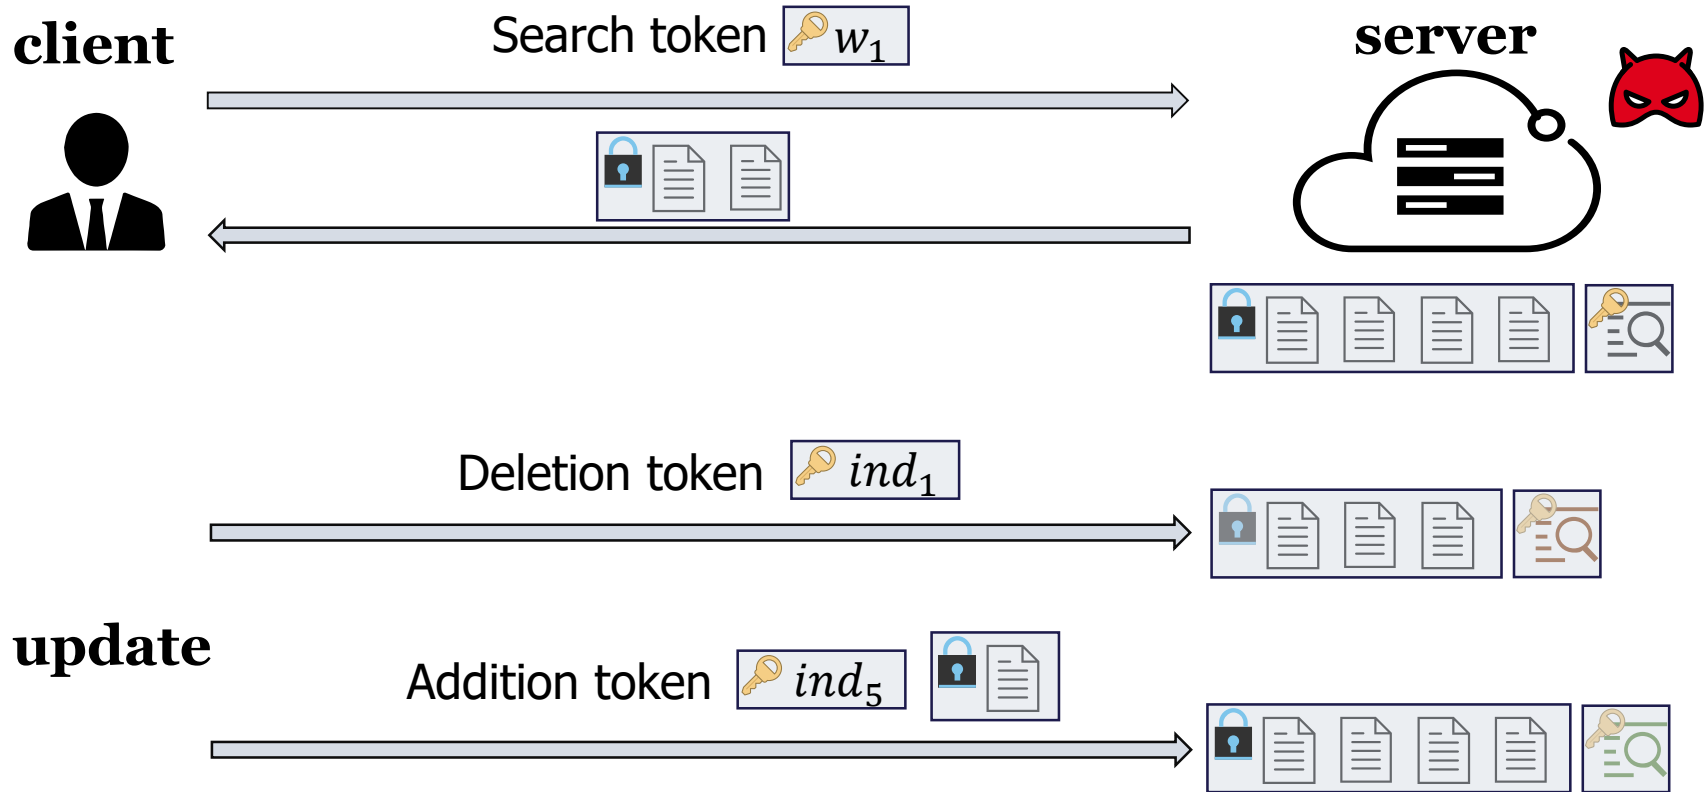 client
Search token w₁
server
Deletion token ind₁
update
Addition token ind₅